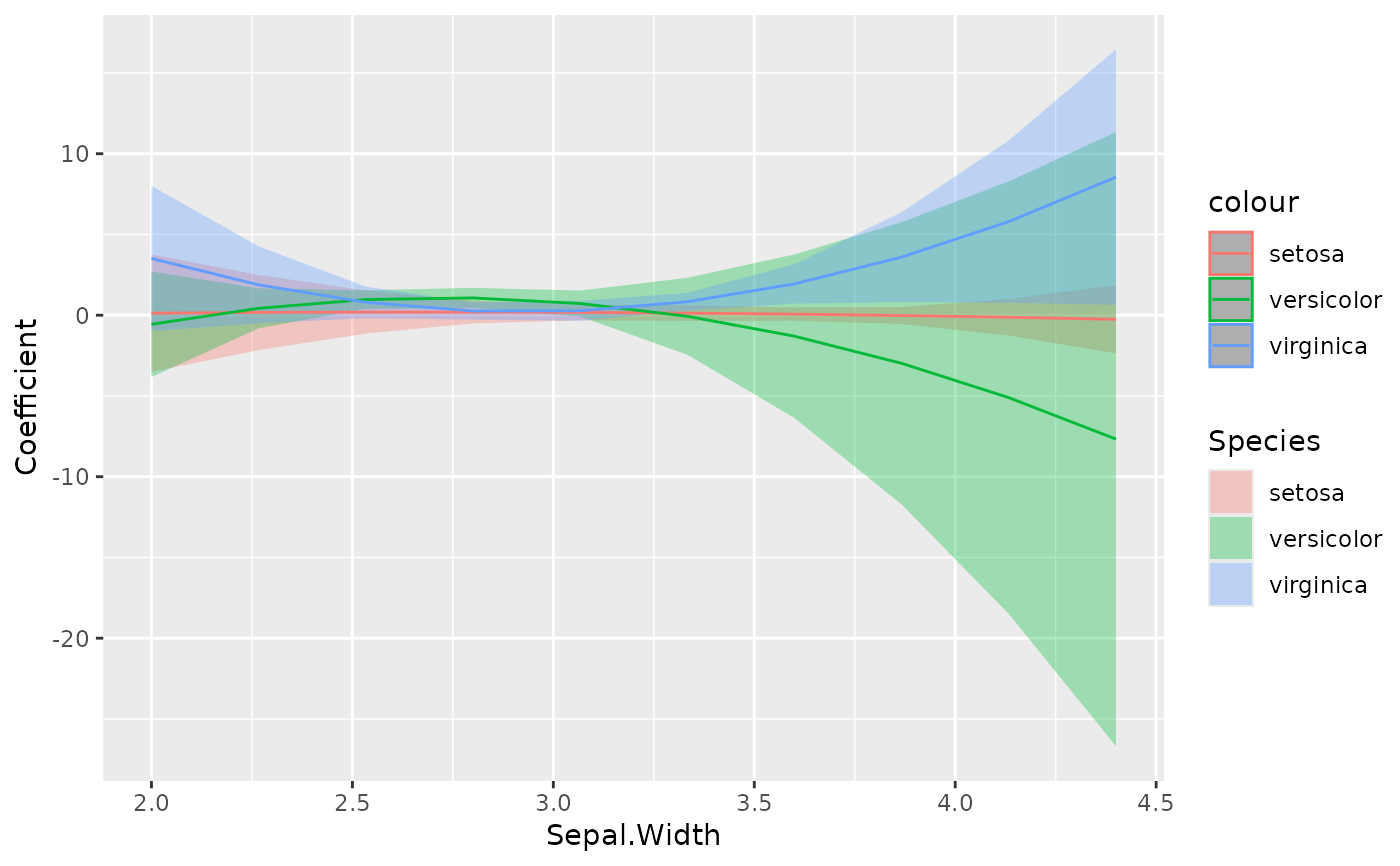 Coefficient
10
0
-10
-20
2.0 2.5 3.0 3.5 4.0 4.5
Sepal.Width
colour
setosa
versicolor
virginica
Species
setosa
versicolor
virginica